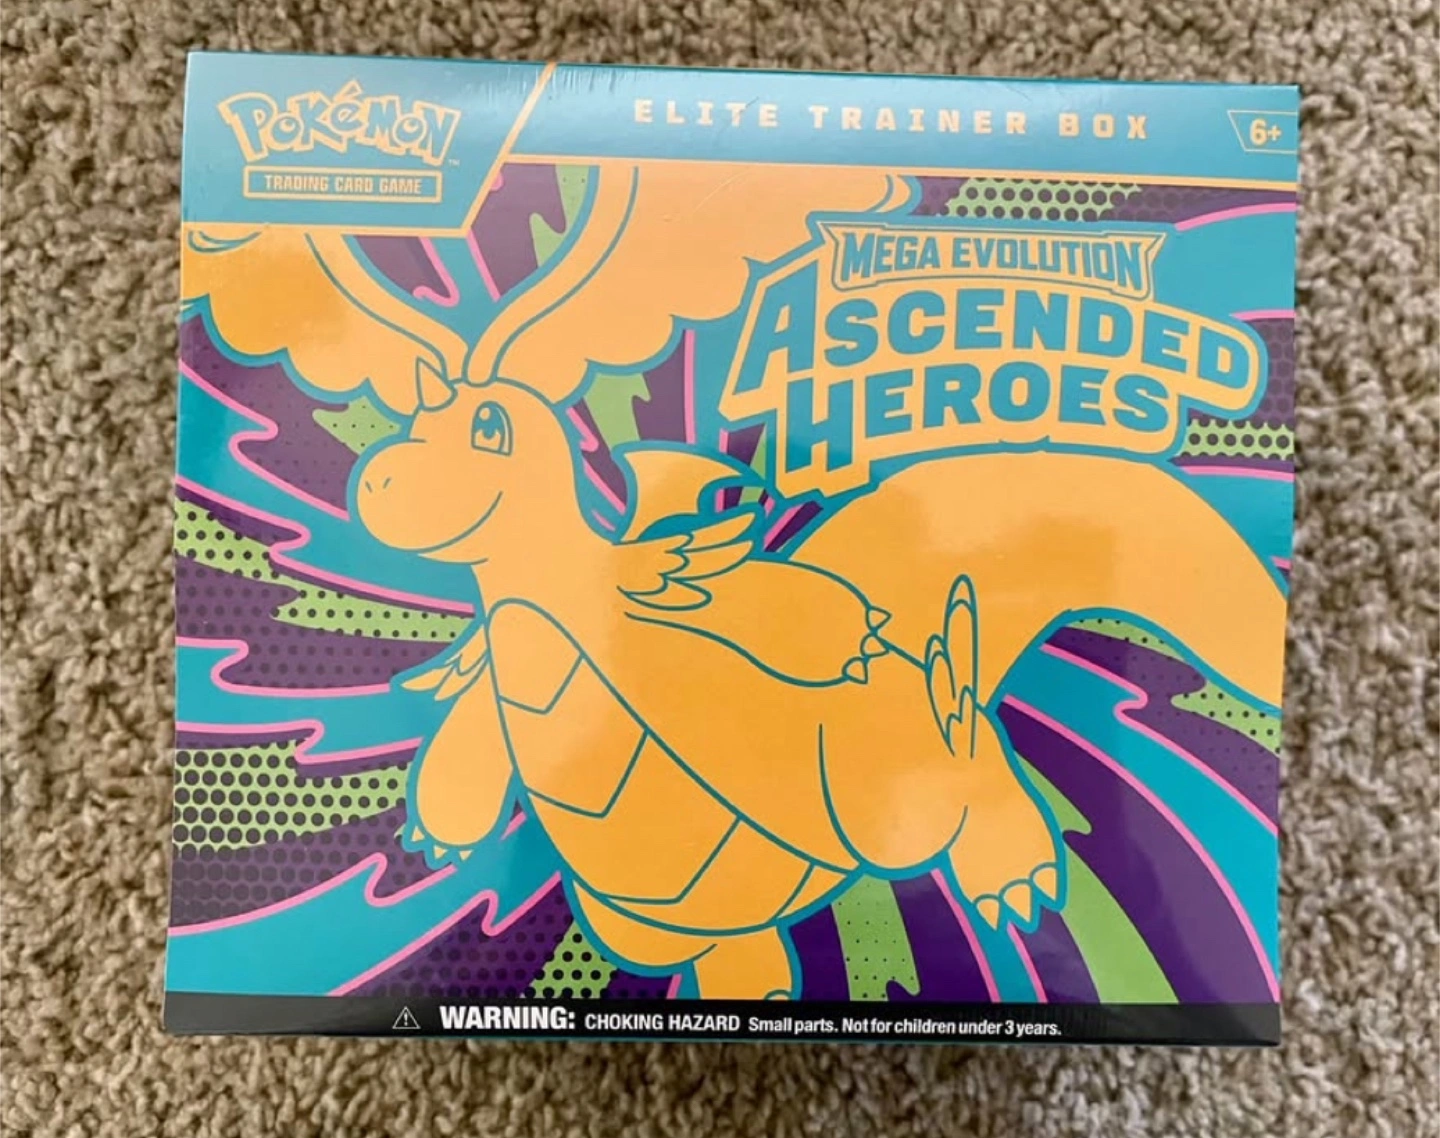 POKÉMON™
TRADING CARD GAME
ELITE TRAINER BOX
6+
MEGA EVOLUTION
ASCENDED
HEROES
WARNING: CHOKING HAZARD Small parts. Not for children under 3 years.